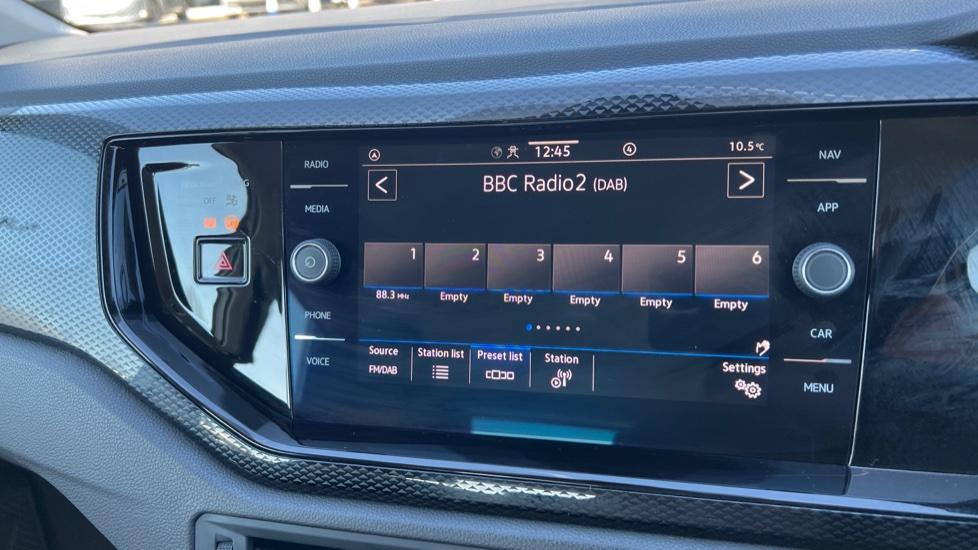 OFF
RADIO
MEDIA
PHONE
VOICE
12:45
4
10.5°C
<
BBC Radio2 (DAB)
>
1 2 3 4 5 6
88.3 MHz Empty Empty Empty Empty Empty
Source Station list Preset list Station Settings
FM/DAB
NAV
APP
CAR
MENU